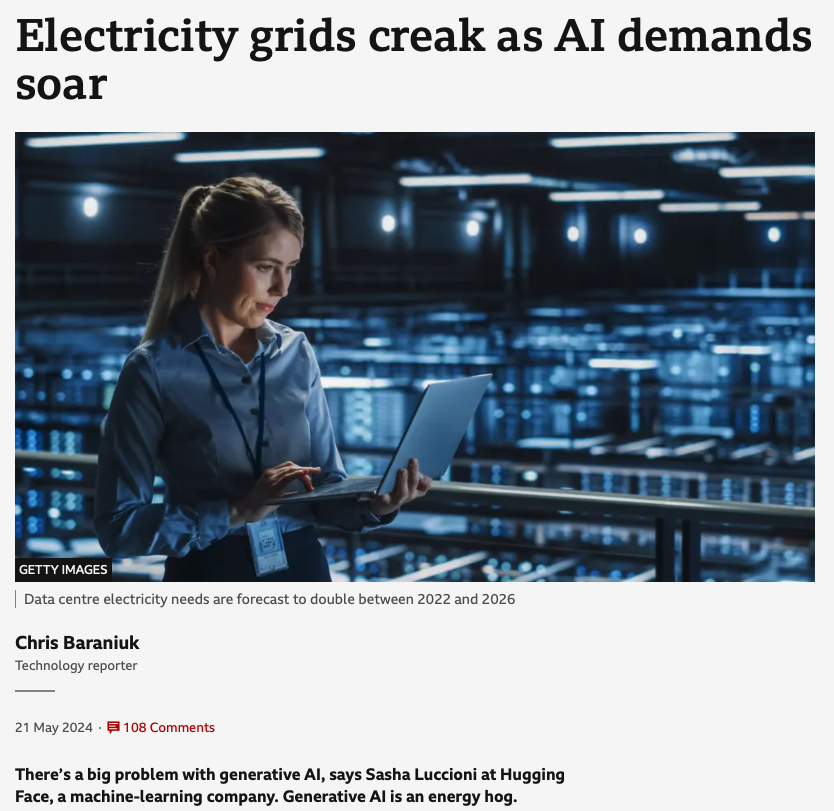 Electricity grids creak as AI demands
soar
GETTY IMAGES
Data centre electricity needs are forecast to double between 2022 and 2026
Chris Baraniuk
Technology reporter
21 May 2024 · 108 Comments
There’s a big problem with generative AI, says Sasha Luccioni at Hugging
Face, a machine-learning company. Generative AI is an energy hog.